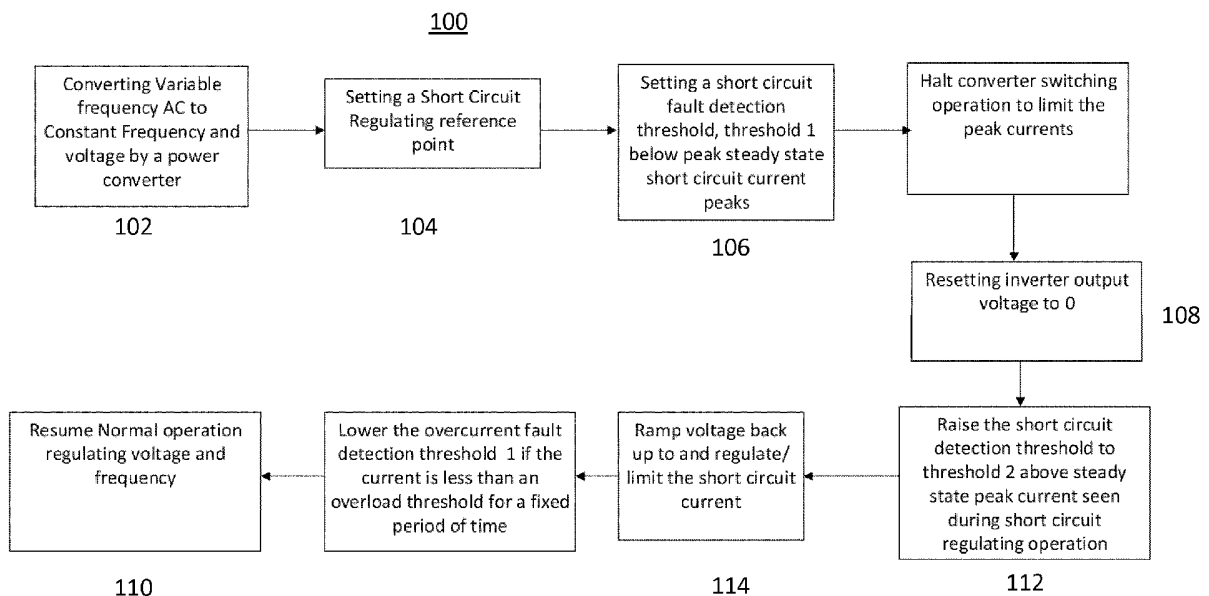 100
Converting Variable
frequency AC to
Constant Frequency and
voltage by a power
converter
102
Setting a Short Circuit
Regulating reference
point
104
Setting a short circuit
fault detection
threshold, threshold 1
below peak steady state
short circuit current
peaks
106
Halt converter switching
operation to limit the
peak currents
Resetting inverter output
voltage to 0
108
Raise the short circuit
detection threshold to
threshold 2 above steady
state peak current seen
during short circuit
regulating operation
112
Ramp voltage back
up to and regulate/
limit the short circuit
current
114
Lower the overcurrent fault
detection threshold 1 if the
current is less than an
overload threshold for a fixed
period of time
Resume Normal operation
regulating voltage and
frequency
110